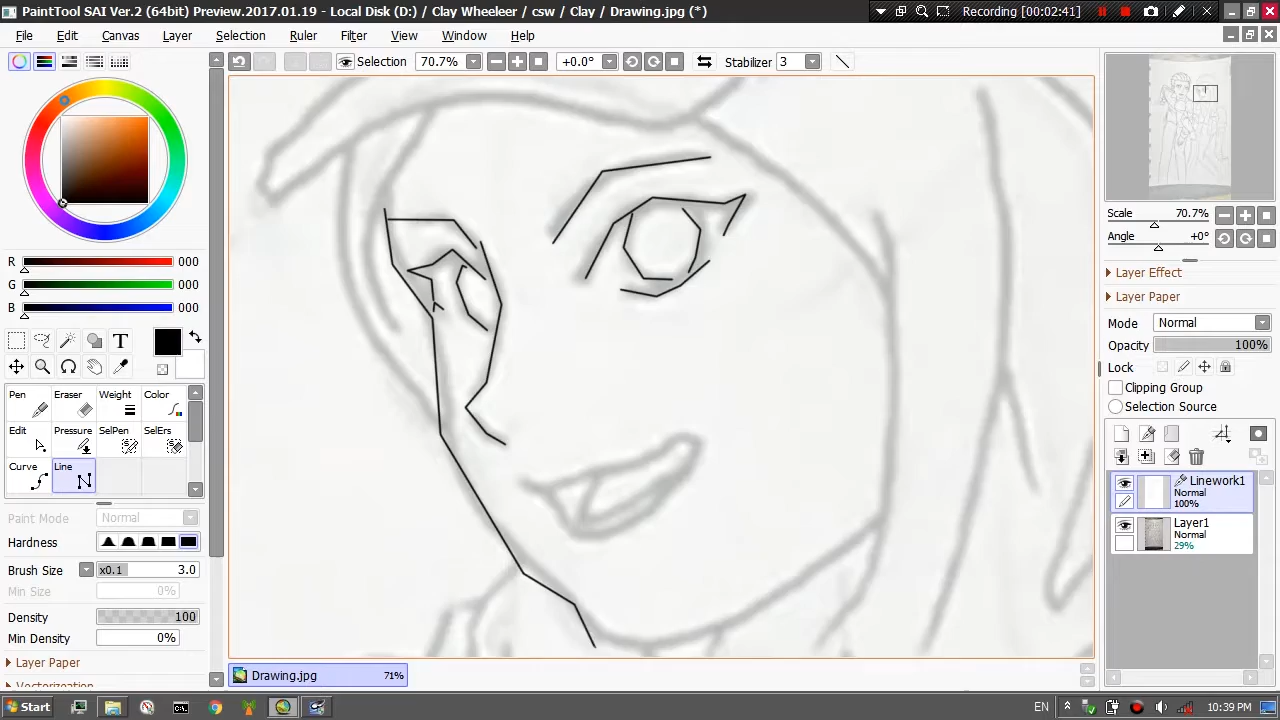 PaintTool SAI Ver.2 (64bit) Preview.2017.01.19 - Local Disk (D:) / Clay Wheeleer / csw / Clay / Drawing.jpg (*)
Recording [00:02:41]
File Edit Canvas Layer Selection Ruler Filter View Window Help
Selection 70.7% +0.0° Stabilizer 3
Scale 70.7%
Angle +0°
R 000
G 000
B 000
T
Pen Eraser Weight Color
Edit Pressure SelPen SelErs
Curve Line
Paint Mode Normal
Hardness
Brush Size x0.1 3.0
Min Size 0%
Density 100
Min Density 0%
Layer Paper
Vectorization
Layer Effect
Layer Paper
Mode Normal
Opacity 100%
Lock
Clipping Group
Selection Source
Linework1
Normal
100%
Layer1
Normal
29%
Drawing.jpg 71%
Start EN 10:39 PM